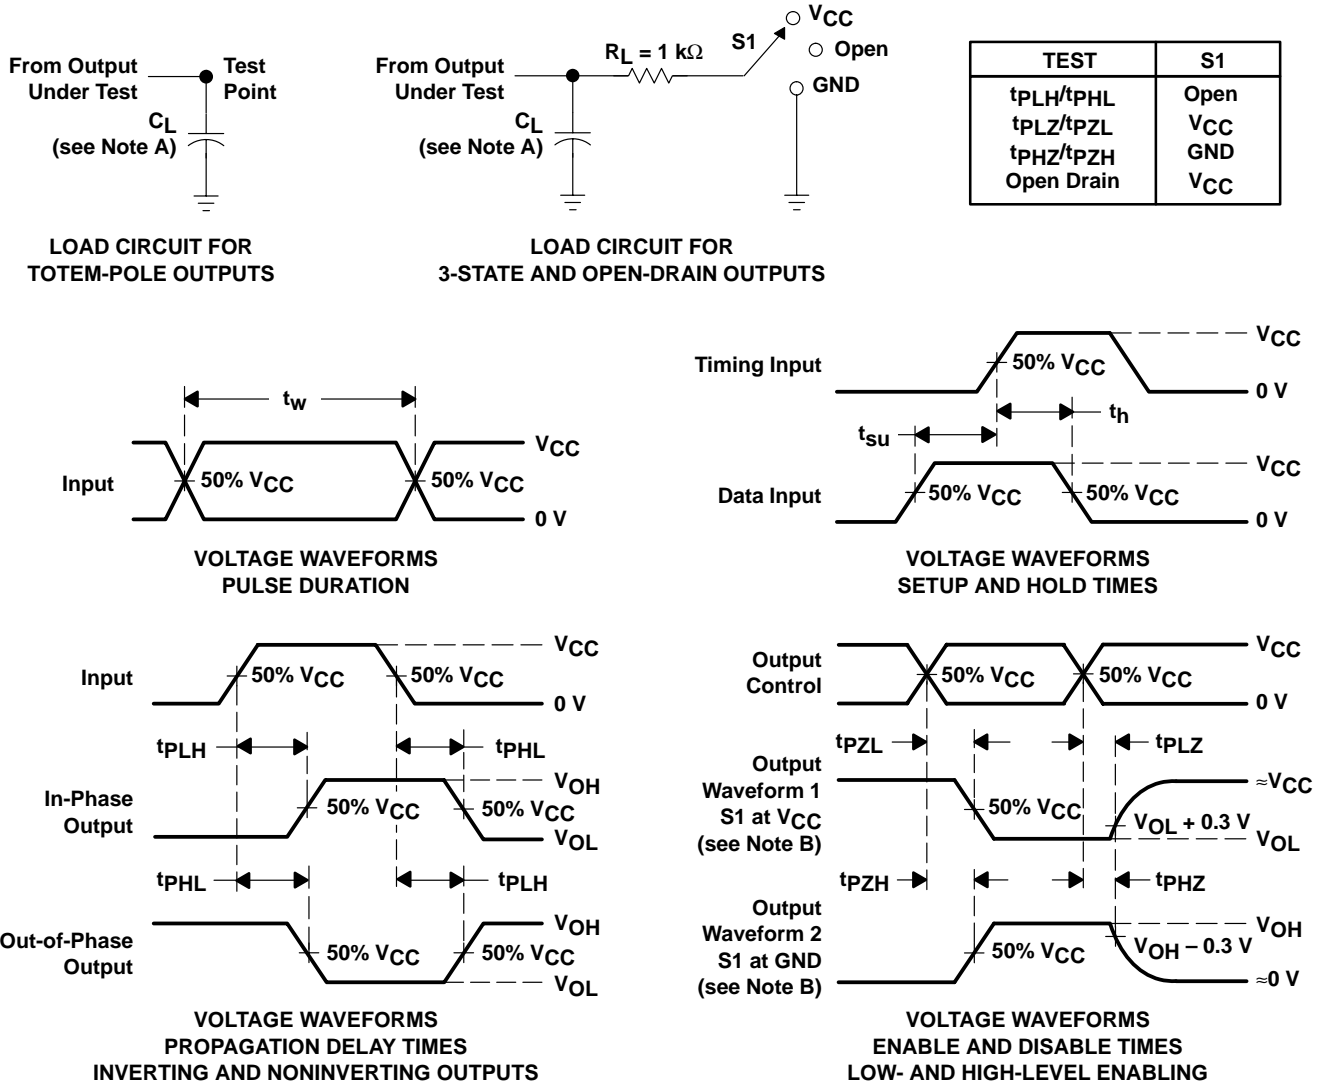 From Output
Under Test
Test
Point
CL
(see Note A)
LOAD CIRCUIT FOR
TOTEM-POLE OUTPUTS
From Output
Under Test
RL = 1 kΩ
S1
VCC
Open
GND
CL
(see Note A)
LOAD CIRCUIT FOR
3-STATE AND OPEN-DRAIN OUTPUTS
TEST S1
tPLH/tPHL Open
tPLZ/tPZL VCC
tPHZ/tPZH GND
Open Drain VCC
tw
Input
50% VCC
50% VCC
VCC
0 V
VOLTAGE WAVEFORMS
PULSE DURATION
Timing Input
50% VCC
VCC
0 V
th
tsu
Data Input
50% VCC
50% VCC
VCC
0 V
VOLTAGE WAVEFORMS
SETUP AND HOLD TIMES
Input
50% VCC
50% VCC
VCC
0 V
tPLH
tPHL
In-Phase
Output
50% VCC
50% VCC
VOH
VOL
tPHL
tPLH
Out-of-Phase
Output
50% VCC
50% VCC
VOH
VOL
VOLTAGE WAVEFORMS
PROPAGATION DELAY TIMES
INVERTING AND NONINVERTING OUTPUTS
Output
Control
50% VCC
50% VCC
VCC
0 V
tPZL
tPLZ
Output
Waveform 1
S1 at VCC
(see Note B)
50% VCC
≈VCC
VOL + 0.3 V
VOL
tPZH
tPHZ
Output
Waveform 2
S1 at GND
(see Note B)
50% VCC
VOH
VOH − 0.3 V
≈0 V
VOLTAGE WAVEFORMS
ENABLE AND DISABLE TIMES
LOW- AND HIGH-LEVEL ENABLING